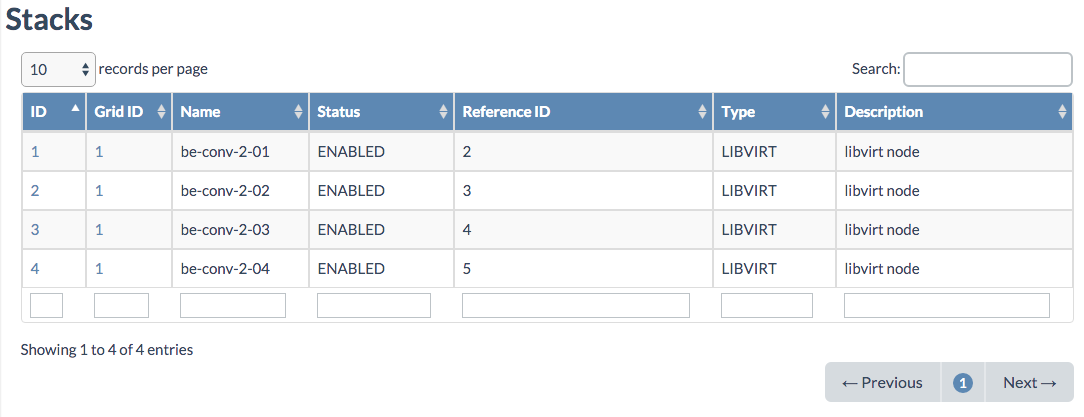 Stacks
10 records per page Search:
ID Grid ID Name Status Reference ID Type Description
1 1 be-conv-2-01 ENABLED 2 LIBVIRT libvirt node
2 1 be-conv-2-02 ENABLED 3 LIBVIRT libvirt node
3 1 be-conv-2-03 ENABLED 4 LIBVIRT libvirt node
4 1 be-conv-2-04 ENABLED 5 LIBVIRT libvirt node
Showing 1 to 4 of 4 entries
← Previous 1 Next →